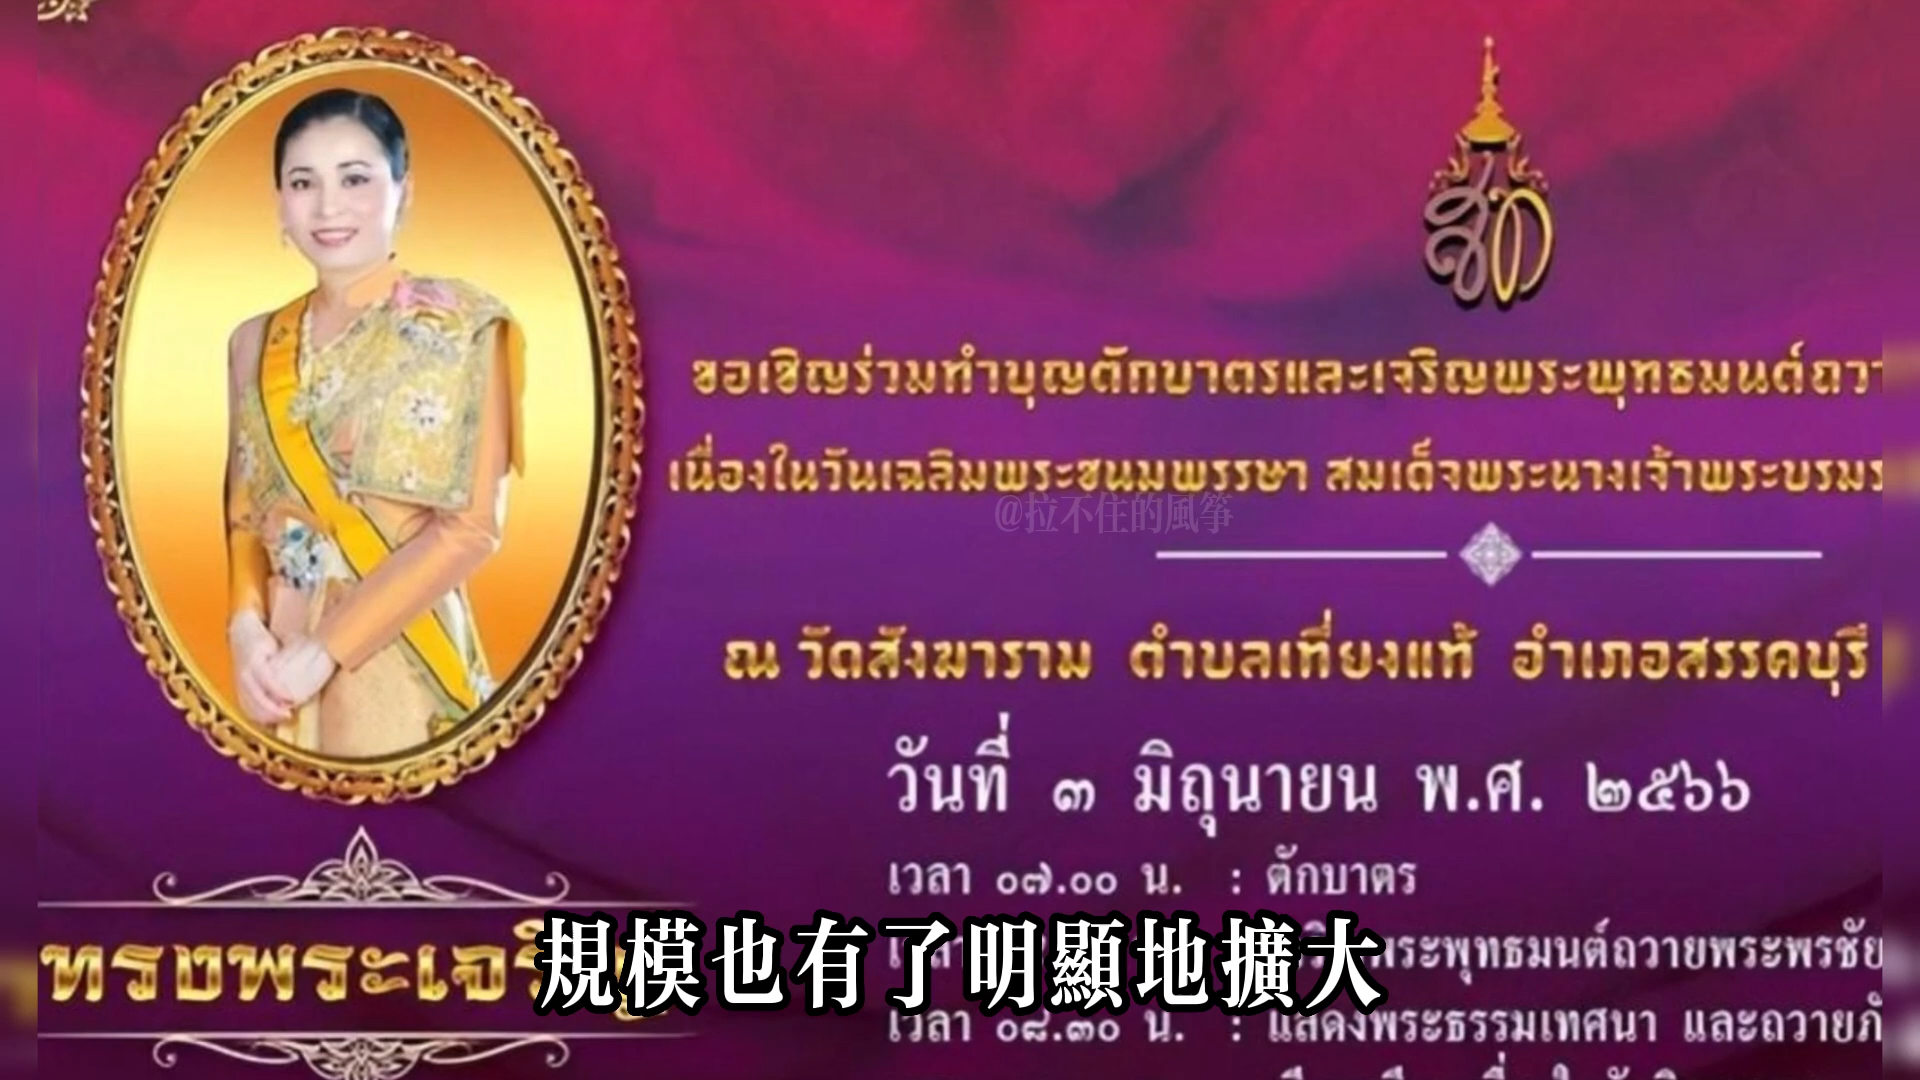 สท
ขอเชิญร่วมทำบุญตักบาตรและเจริญพระพุทธมนต์ถวา
เนื่องในวันเฉลิมพระชนมพรรษา สมเด็จพระนางเจ้าพระบรมร
@拉不住的風箏
ณ วัดสังฆาราม ตำบลเที่ยงแท้ อำเภอสรรคบุรี
วันที่ ๓ มิถุนายน พ.ศ. ๒๕๖๖
เวลา ๐๗.๐๐ น. : ตักบาตร
พระพุทธมนต์ถวายพระพรชัย
ทรงพระเจริญ
規模也有了明顯地擴大
เวลา ๐๘.๓๐ น. : แสดงพระธรรมเทศนา และถวายภั